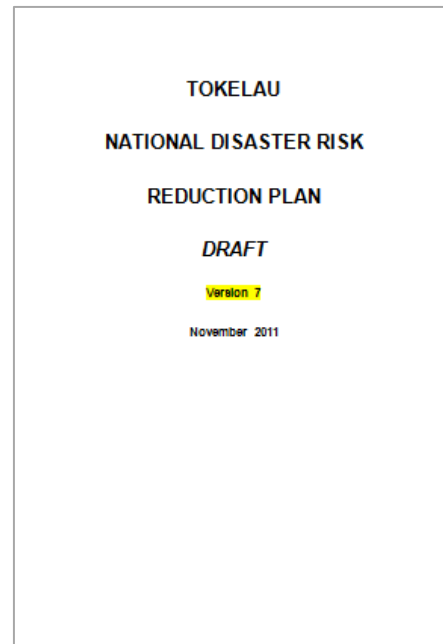 TOKELAU
NATIONAL DISASTER RISK
REDUCTION PLAN
DRAFT
Version 7
November 2011